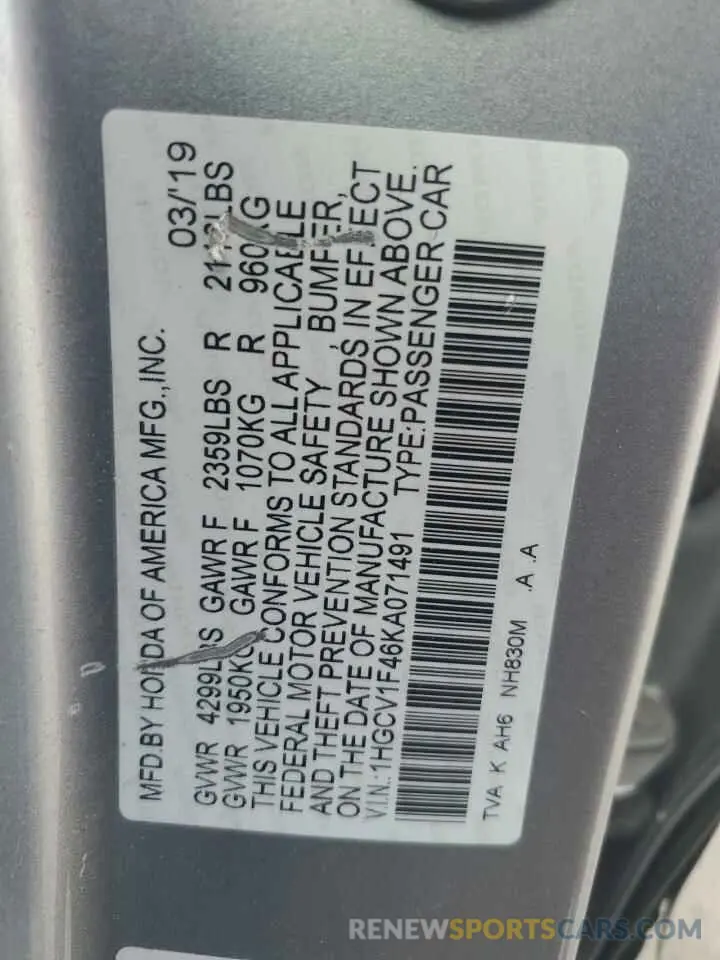 MFD.BY HONDA OF AMERICA MFG.,INC. 03/'19
GVWR 4299LBS GAWR F 2359LBS R
GVWR 1950KG GAWR F 1070KG R 960KG
THIS VEHICLE CONFORMS TO ALL APPLICABLE
FEDERAL MOTOR VEHICLE SAFETY , BUMPER,
AND THEFT PREVENTION STANDARDS IN EFFECT
ON THE DATE OF MANUFACTURE SHOWN ABOVE.
V.I.N.:1HGCV1F46KA071491 TYPE:PASSENGER-CAR
TVA K AH6 NH830M .A .A
RENEWSPORTSCARS.COM